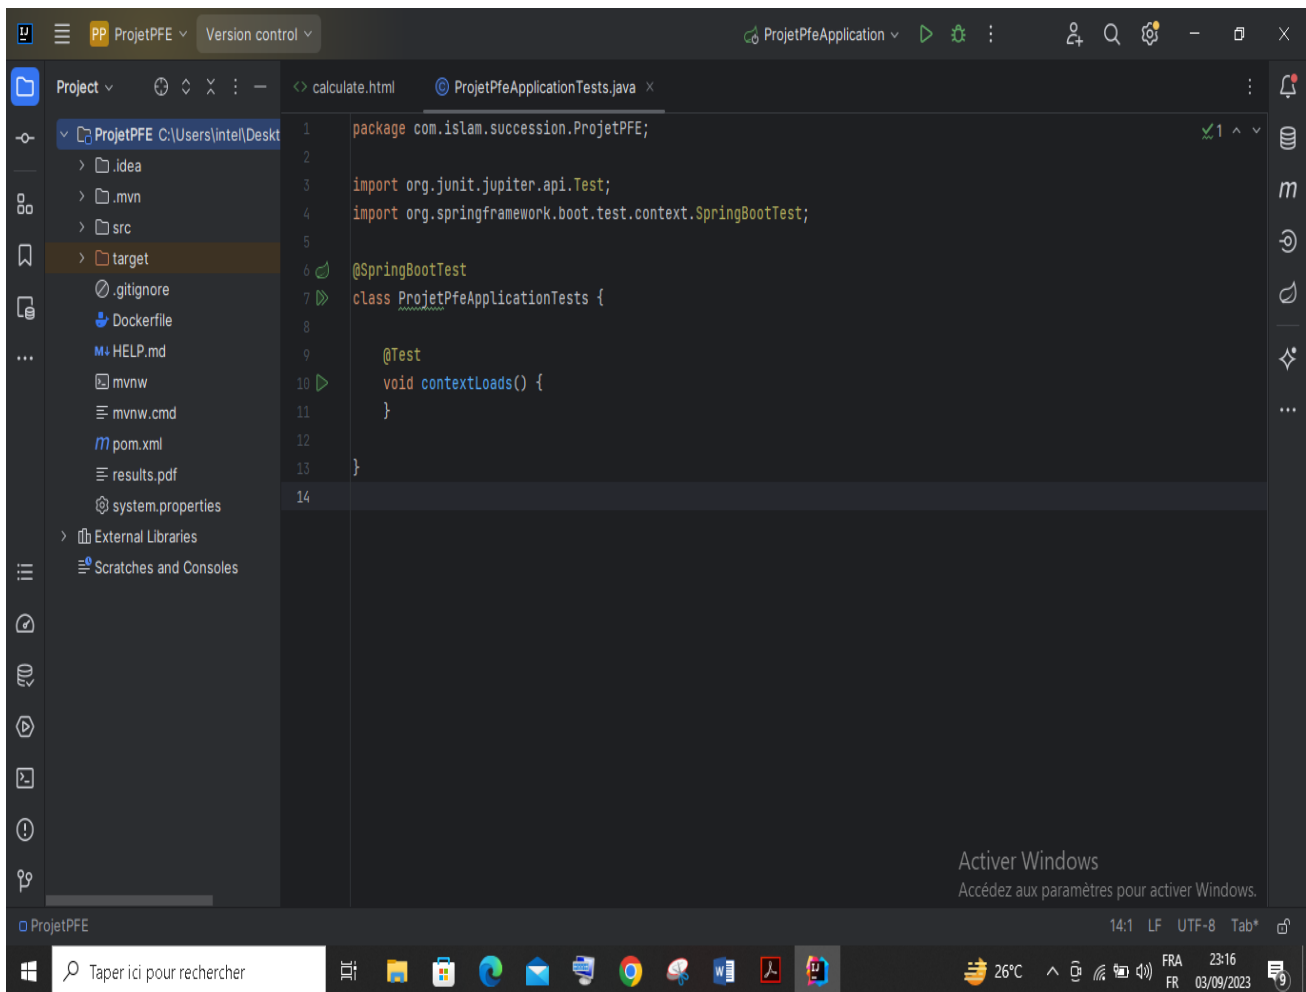 PP ProjetPFE Version control ProjetPfeApplication
Project
calculate.html ProjetPfeApplicationTests.java
ProjetPFE C:\Users\intel\Deskt
.idea
.mvn
src
target
.gitignore
Dockerfile
M↓ HELP.md
mvnw
mvnw.cmd
m pom.xml
results.pdf
system.properties
External Libraries
Scratches and Consoles
1 package com.islam.succession.ProjetPFE;
2
3 import org.junit.jupiter.api.Test;
4 import org.springframework.boot.test.context.SpringBootTest;
5
6 @SpringBootTest
7 class ProjetPfeApplicationTests {
8
9 @Test
10 void contextLoads() {
11 }
12
13 }
14
1
m
Activer Windows
Accédez aux paramètres pour activer Windows.
ProjetPFE 14:1 LF UTF-8 Tab*
Taper ici pour rechercher
26°C
FRA
FR
23:16
03/09/2023
9